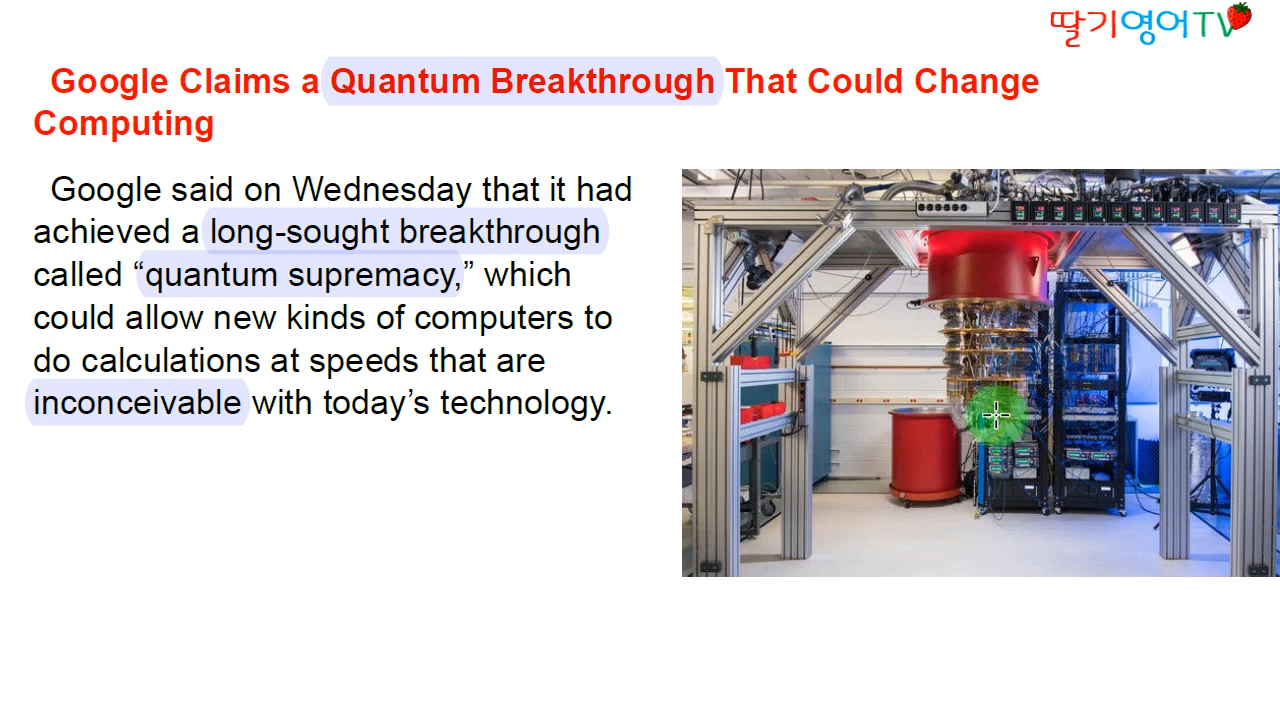 딸기영어TV
Google Claims a Quantum Breakthrough That Could Change
Computing
Google said on Wednesday that it had
achieved a long-sought breakthrough
called “quantum supremacy,” which
could allow new kinds of computers to
do calculations at speeds that are
inconceivable with today’s technology.